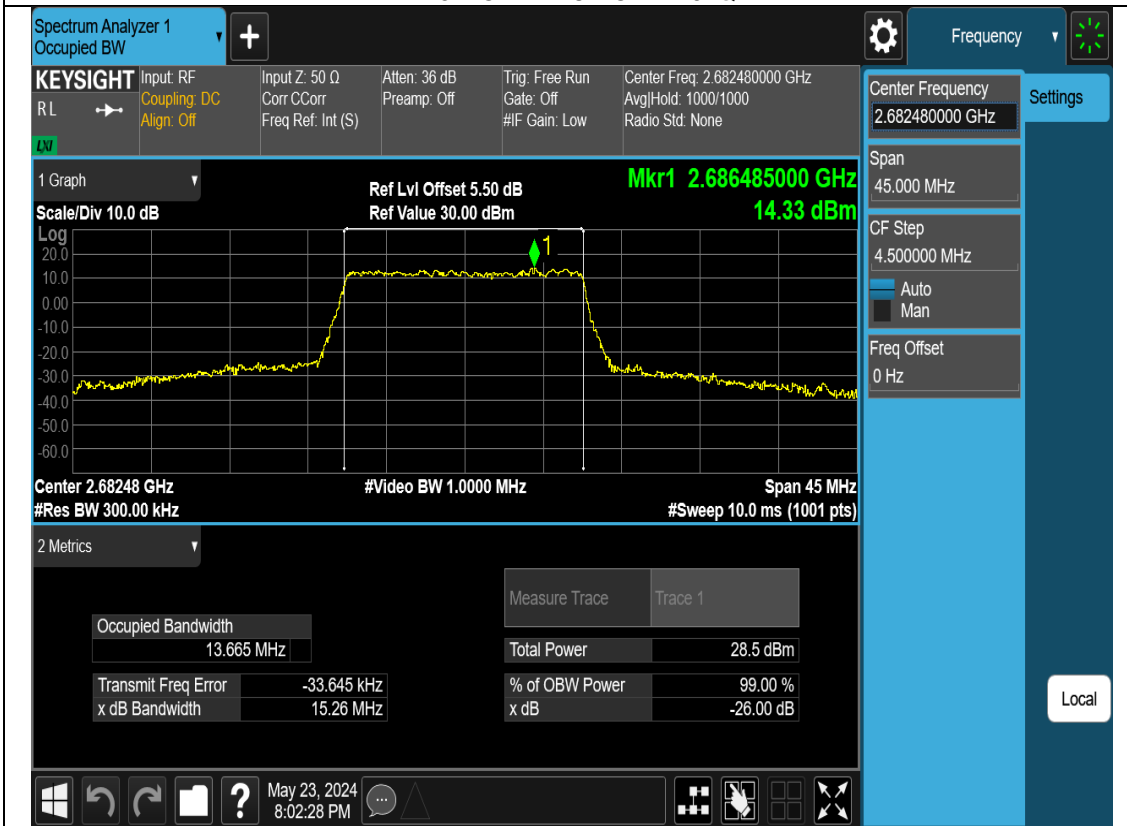 Spectrum Analyzer 1
Occupied BW
Frequency
KEYSIGHT
R L
LXI
Input: RF
Coupling: DC
Align: Off
Input Z: 50 Ω
Corr CCorr
Freq Ref: Int (S)
Atten: 36 dB
Preamp: Off
Trig: Free Run
Gate: Off
#IF Gain: Low
Center Freq: 2.682480000 GHz
Avg|Hold: 1000/1000
Radio Std: None
Center Frequency
2.682480000 GHz
Settings
Span
45.000 MHz
CF Step
4.500000 MHz
Auto
Man
Freq Offset
0 Hz
Local
1 Graph
Scale/Div 10.0 dB
Ref Lvl Offset 5.50 dB
Ref Value 30.00 dBm
Mkr1 2.686485000 GHz
14.33 dBm
Log
1
20.0
10.0
0.00
-10.0
-20.0
-30.0
-40.0
-50.0
-60.0
Center 2.68248 GHz
#Video BW 1.0000 MHz
Span 45 MHz
#Res BW 300.00 kHz
#Sweep 10.0 ms (1001 pts)
2 Metrics
Measure Trace
Trace 1
Occupied Bandwidth
13.665 MHz
Total Power
28.5 dBm
Transmit Freq Error
-33.645 kHz
% of OBW Power
99.00 %
x dB Bandwidth
15.26 MHz
x dB
-26.00 dB
May 23, 2024
8:02:28 PM